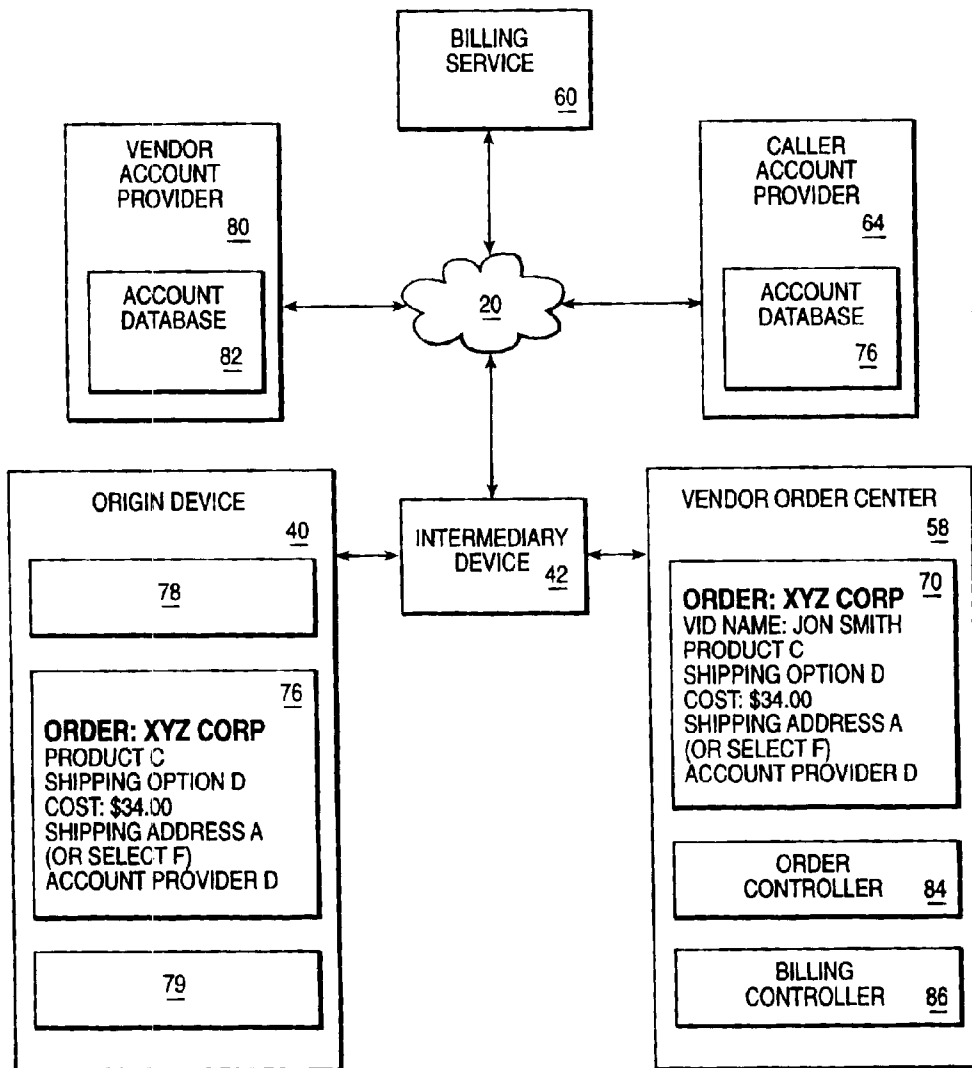 BILLING
SERVICE
60
VENDOR
ACCOUNT
PROVIDER
80
ACCOUNT
DATABASE
82
20
CALLER
ACCOUNT
PROVIDER
64
ACCOUNT
DATABASE
76
ORIGIN DEVICE
40
78
76
ORDER: XYZ CORP
PRODUCT C
SHIPPING OPTION D
COST: $34.00
SHIPPING ADDRESS A
(OR SELECT F)
ACCOUNT PROVIDER D
79
INTERMEDIARY
DEVICE
42
VENDOR ORDER CENTER
58
70
ORDER: XYZ CORP
VID NAME: JON SMITH
PRODUCT C
SHIPPING OPTION D
COST: $34.00
SHIPPING ADDRESS A
(OR SELECT F)
ACCOUNT PROVIDER D
ORDER
CONTROLLER
84
BILLING
CONTROLLER
86